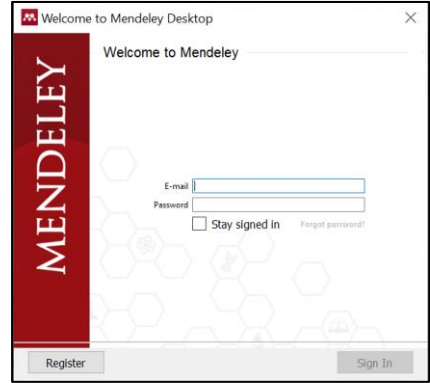 Welcome to Mendeley Desktop
Welcome to Mendeley
MENDELEY
E-mail
Password
Stay signed in
Forgot password?
Register
Sign In